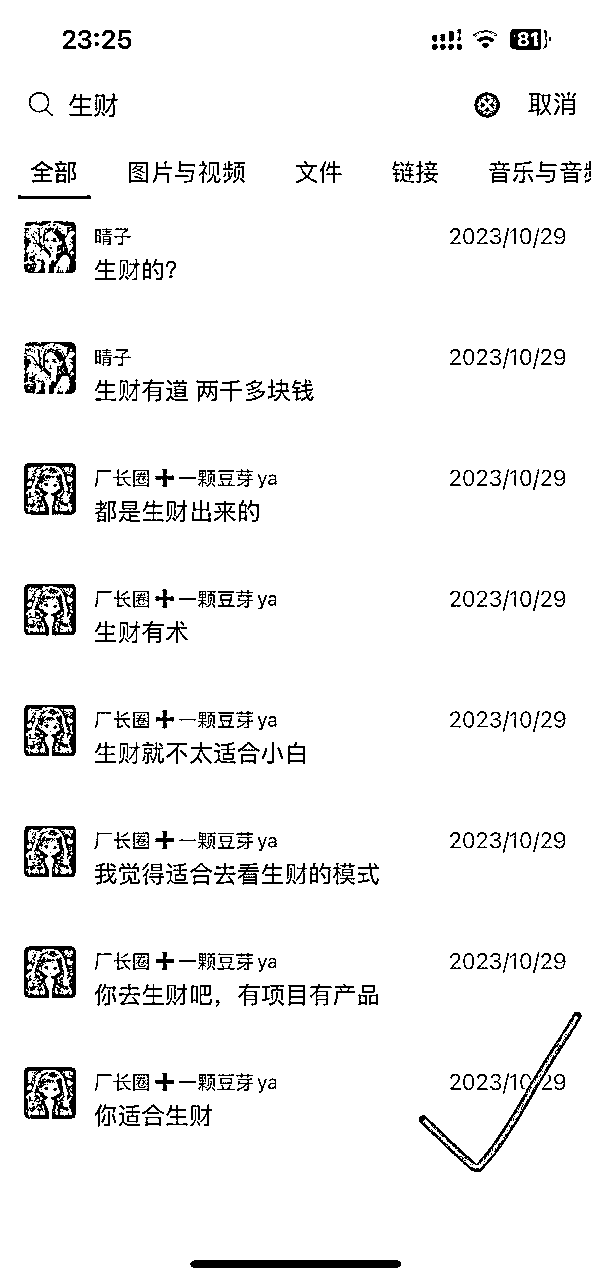 23:25
81
生财
取消
全部 图片与视频 文件 链接 音乐与音频
晴子 2023/10/29
生财的?
晴子 2023/10/29
生财有道 两千多块钱
厂长圈➕一颗豆芽 ya 2023/10/29
都是生财出来的
厂长圈➕一颗豆芽 ya 2023/10/29
生财有术
厂长圈➕一颗豆芽 ya 2023/10/29
生财就不太适合小白
厂长圈➕一颗豆芽 ya 2023/10/29
我觉得适合去看生财的模式
厂长圈➕一颗豆芽 ya 2023/10/29
你去生财吧，有项目有产品
厂长圈➕一颗豆芽 ya 2023/10/29
你适合生财